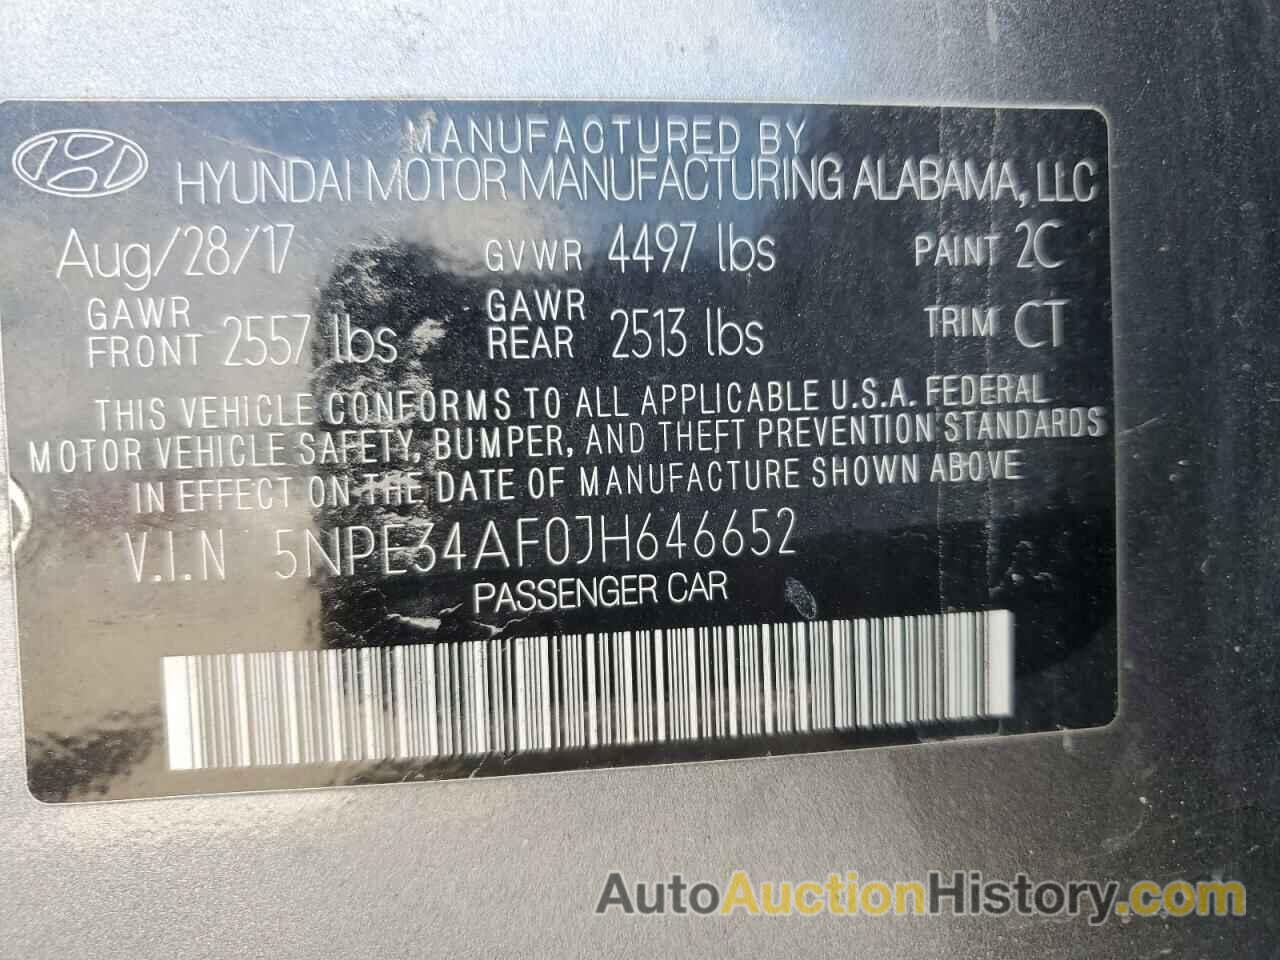 MANUFACTURED BY
HYUNDAI MOTOR MANUFACTURING ALABAMA, LLC
Aug/28/17 GVWR 4497 lbs PAINT 2C
GAWR FRONT 2557 lbs GAWR REAR 2513 lbs TRIM CT
THIS VEHICLE CONFORMS TO ALL APPLICABLE U.S.A. FEDERAL
MOTOR VEHICLE SAFETY, BUMPER, AND THEFT PREVENTION STANDARDS
IN EFFECT ON THE DATE OF MANUFACTURE SHOWN ABOVE
V.I.N 5NPE34AF0JH646652
PASSENGER CAR
AutoAuctionHistory.com